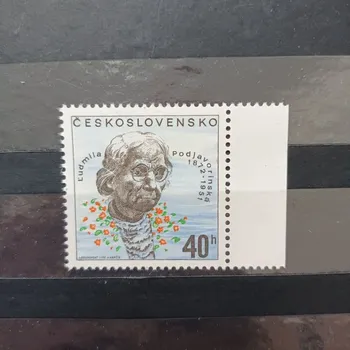 ČESKOSLOVENSKO
Ľudmila Podjavorinská
1872-1951
40h